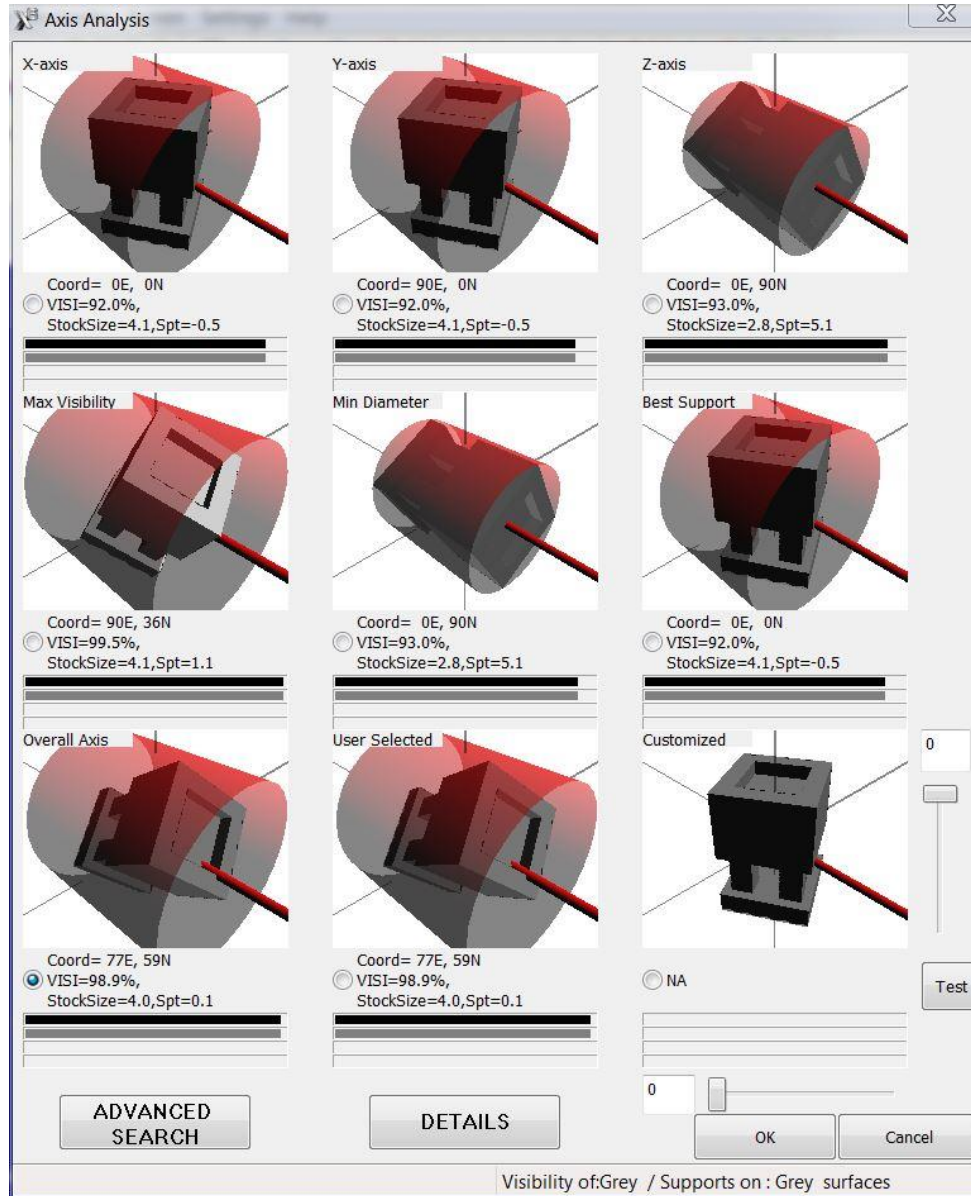 Axis Analysis
X-axis
Y-axis
Z-axis
Coord= 0E, 0N
VISI=92.0%,
StockSize=4.1,Spt=-0.5
Coord= 90E, 0N
VISI=92.0%,
StockSize=4.1,Spt=-0.5
Coord= 0E, 90N
VISI=93.0%,
StockSize=2.8,Spt=5.1
Max Visibility
Min Diameter
Best Support
Coord= 90E, 36N
VISI=99.5%,
StockSize=4.1,Spt=1.1
Coord= 0E, 90N
VISI=93.0%,
StockSize=2.8,Spt=5.1
Coord= 0E, 0N
VISI=92.0%,
StockSize=4.1,Spt=-0.5
Overall Axis
User Selected
Customized
0
Coord= 77E, 59N
VISI=98.9%,
StockSize=4.0,Spt=0.1
Coord= 77E, 59N
VISI=98.9%,
StockSize=4.0,Spt=0.1
NA
Test
0
ADVANCED
SEARCH
DETAILS
OK
Cancel
Visibility of:Grey / Supports on : Grey surfaces